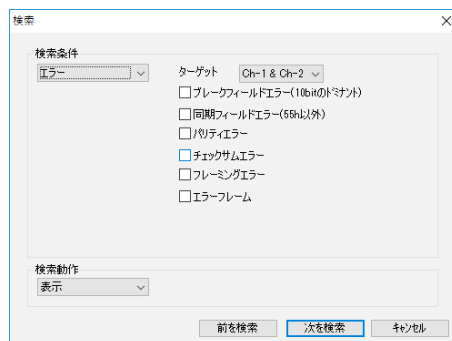 検索
検索条件
エラー
ターゲット Ch-1 & Ch-2
ブレークフィールドエラー(10bitのドミナント)
同期フィールドエラー(55h以外)
パリティエラー
チェックサムエラー
フレーミングエラー
エラーフレーム
検索動作
表示
前を検索 次を検索 キャンセル